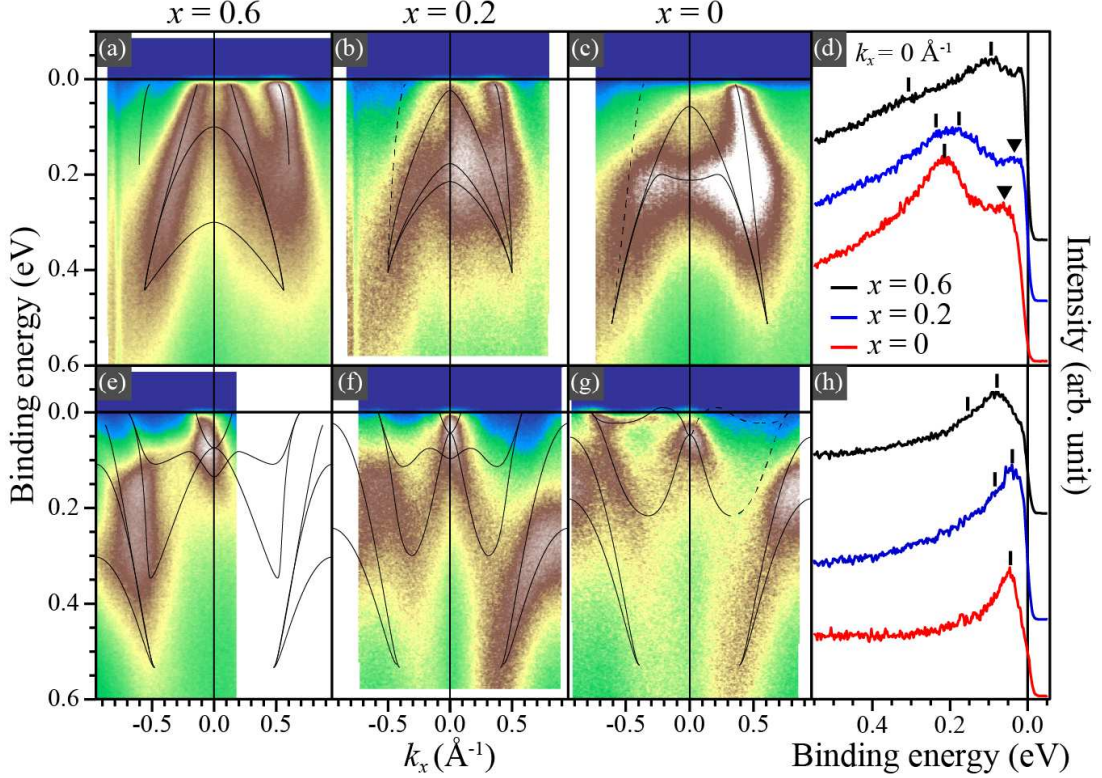 x = 0.6 x = 0.2 x = 0
(a) (b) (c) (d) kx = 0 Å-1
0.0
0.2
0.4
0.6
x = 0.6
x = 0.2
x = 0
(e) (f) (g) (h)
0.0
0.2
0.4
0.6
-0.5 0.0 0.5 -0.5 0.0 0.5 -0.5 0.0 0.5 0.4 0.2 0.0
kx (Å-1) Binding energy (eV)
Binding energy (eV)
Intensity (arb. unit)